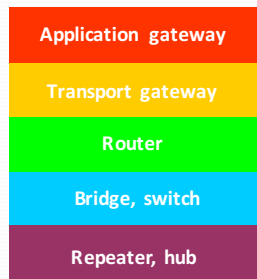 Application gateway
Transport gateway
Router
Bridge, switch
Repeater, hub